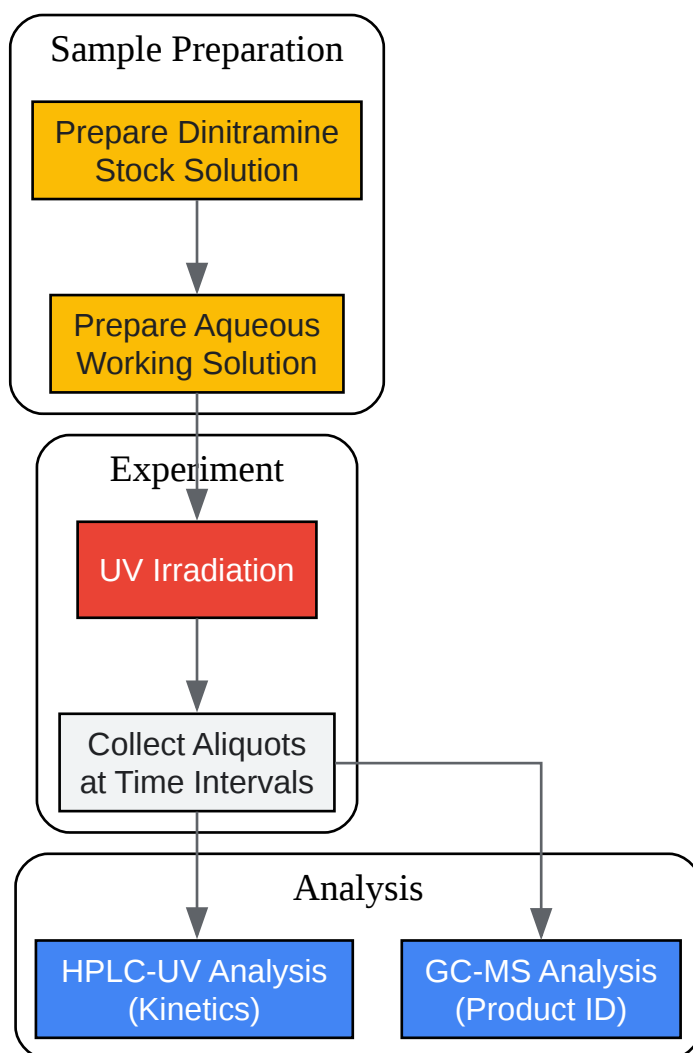 Sample Preparation
Prepare Dinitramine
Stock Solution
Prepare Aqueous
Working Solution
Experiment
UV Irradiation
Collect Aliquots
at Time Intervals
Analysis
HPLC-UV Analysis
(Kinetics)
GC-MS Analysis
(Product ID)